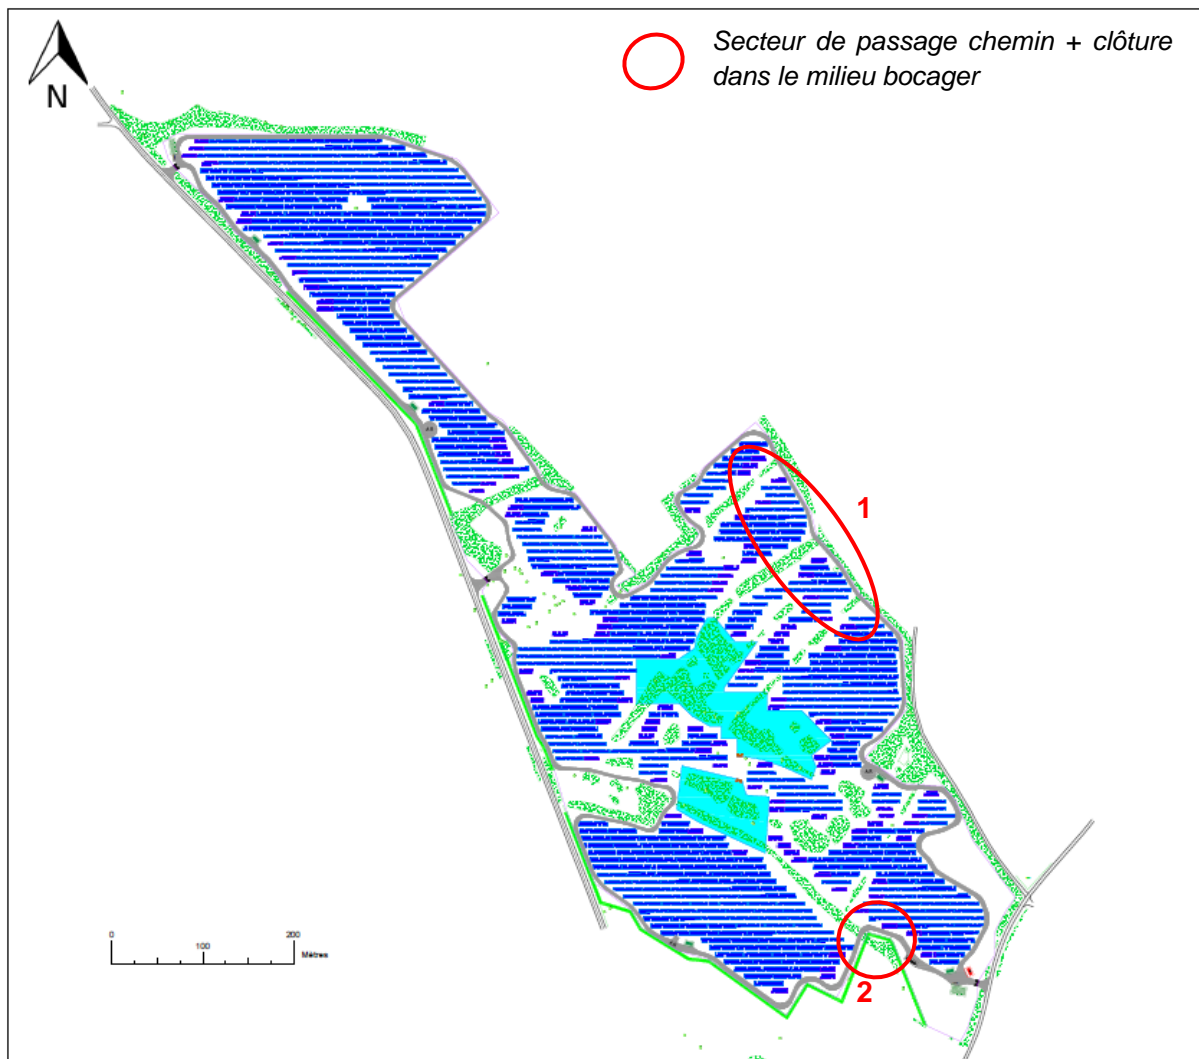 Secteur de passage chemin + clôture
dans le milieu bocager
N
1
2
0 100 200
Mètres